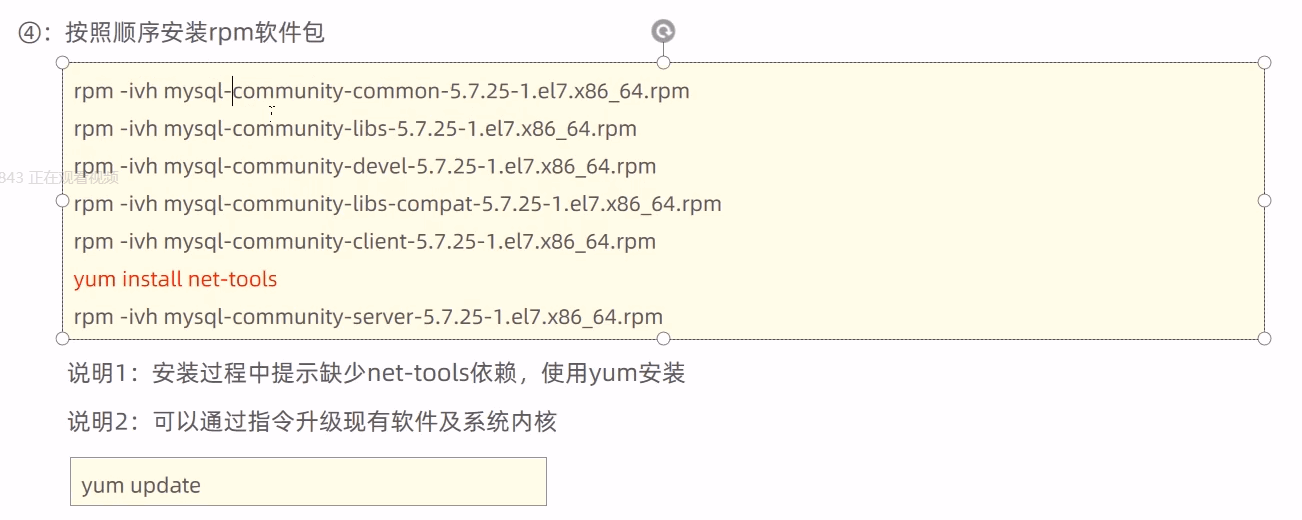 ④：按照顺序安装rpm软件包
rpm -ivh mysql-community-common-5.7.25-1.el7.x86_64.rpm
rpm -ivh mysql-community-libs-5.7.25-1.el7.x86_64.rpm
rpm -ivh mysql-community-devel-5.7.25-1.el7.x86_64.rpm
843 正在观看视频
rpm -ivh mysql-community-libs-compat-5.7.25-1.el7.x86_64.rpm
rpm -ivh mysql-community-client-5.7.25-1.el7.x86_64.rpm
yum install net-tools
rpm -ivh mysql-community-server-5.7.25-1.el7.x86_64.rpm
说明1：安装过程中提示缺少net-tools依赖，使用yum安装
说明2：可以通过指令升级现有软件及系统内核
yum update